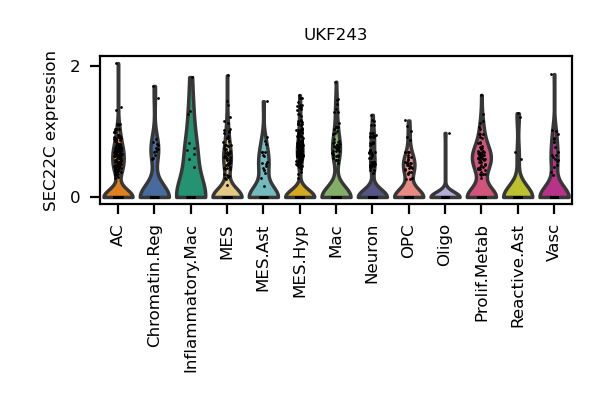 UKF243
SEC22C expression
2
0
AC
Chromatin.Reg
Inflammatory.Mac
MES
MES.Ast
MES.Hyp
Mac
Neuron
OPC
Oligo
Prolif.Metab
Reactive.Ast
Vasc